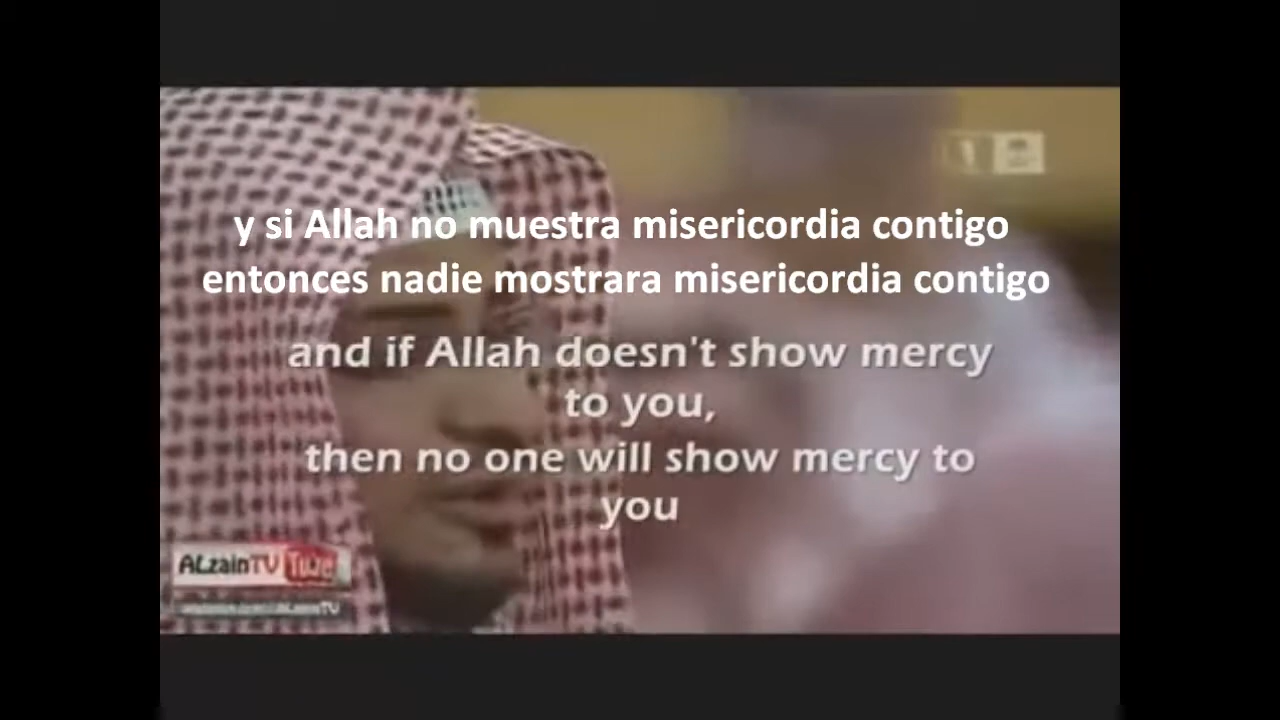 y si Allah no muestra misericordia contigo
entonces nadie mostrara misericordia contigo
and if Allah doesn't show mercy
to you,
then no one will show mercy to
you
ALzainTV Tube